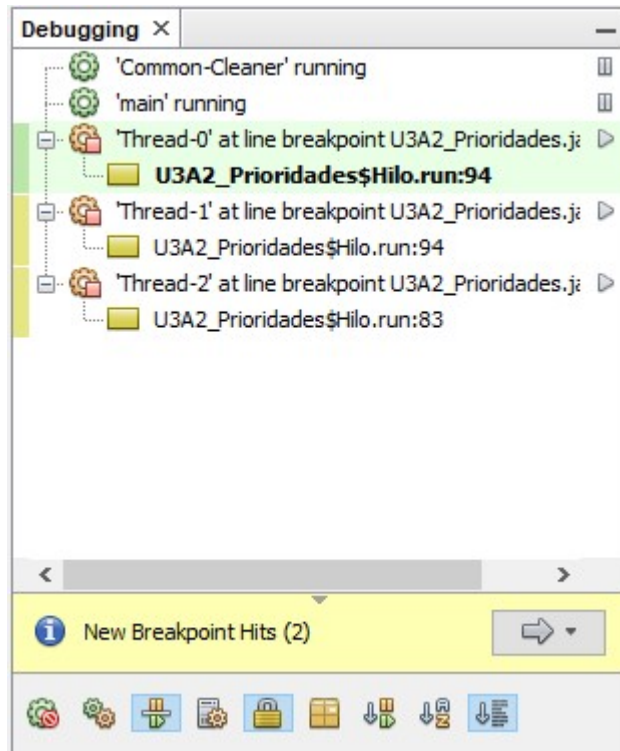 Debugging
'Common-Cleaner' running
'main' running
'Thread-0' at line breakpoint U3A2_Prioridades.ja
U3A2_Prioridades$Hilo.run:94
'Thread-1' at line breakpoint U3A2_Prioridades.ja
U3A2_Prioridades$Hilo.run:94
'Thread-2' at line breakpoint U3A2_Prioridades.ja
U3A2_Prioridades$Hilo.run:83
New Breakpoint Hits (2)